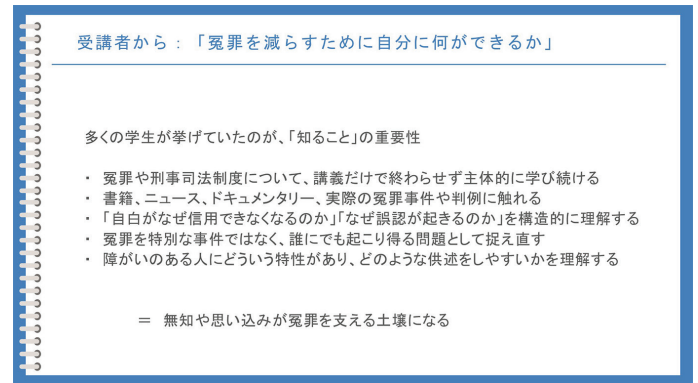 受講者から：「冤罪を減らすために自分に何ができるか」
多くの学生が挙げていたのが、「知ること」の重要性
・ 冤罪や刑事司法制度について、講義だけで終わらせず主体的に学び続ける
・ 書籍、ニュース、ドキュメンタリー、実際の冤罪事件や判例に触れる
・ 「自白がなぜ信用できなくなるのか」「なぜ誤認が起きるのか」を構造的に理解する
・ 冤罪を特別な事件ではなく、誰にでも起こり得る問題として捉え直す
・ 障がいのある人にどういう特性があり、どのような供述をしやすいかを理解する
＝ 無知や思い込みが冤罪を支える土壌になる